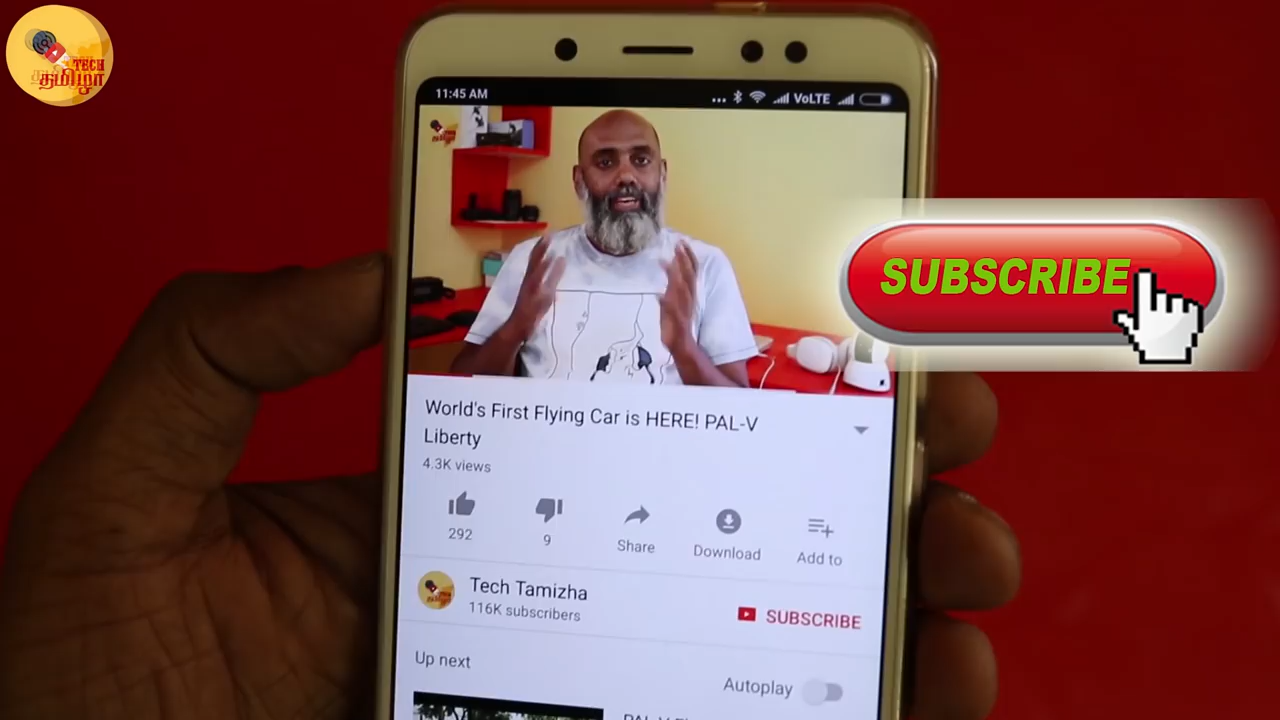 TECH
தமிழா
11:45 AM
VoLTE
SUBSCRIBE
World's First Flying Car is HERE! PAL-V
Liberty
4.3K views
292
9
Share
Download
Add to
Tech Tamizha
116K subscribers
SUBSCRIBE
Up next
Autoplay